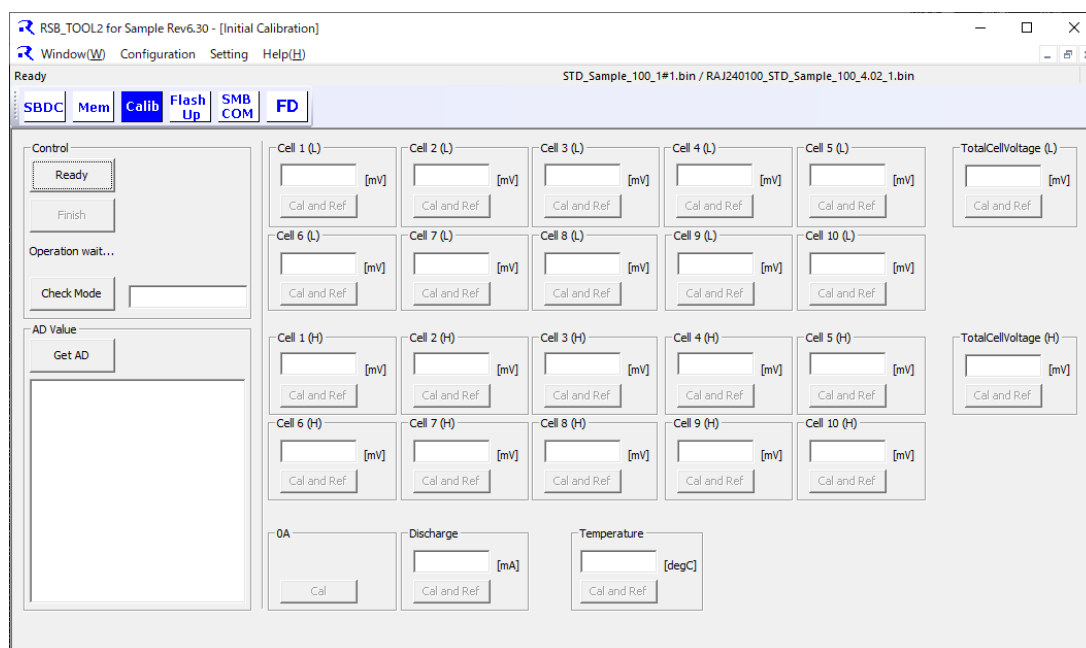 RSB_TOOL2 for Sample Rev6.30 - [Initial Calibration]
Window(W) Configuration Setting Help(H)
Ready STD_Sample_100_1#1.bin / RAJ240100_STD_Sample_100_4.02_1.bin
SBDC Mem Calib Flash Up SMB COM FD
Control
Ready
Finish
Operation wait...
Check Mode
AD Value
Get AD
Cell 1 (L) Cell 2 (L) Cell 3 (L) Cell 4 (L) Cell 5 (L) TotalCellVoltage (L)
[mV] [mV] [mV] [mV] [mV] [mV]
Cal and Ref Cal and Ref Cal and Ref Cal and Ref Cal and Ref Cal and Ref
Cell 6 (L) Cell 7 (L) Cell 8 (L) Cell 9 (L) Cell 10 (L)
[mV] [mV] [mV] [mV] [mV]
Cal and Ref Cal and Ref Cal and Ref Cal and Ref Cal and Ref
Cell 1 (H) Cell 2 (H) Cell 3 (H) Cell 4 (H) Cell 5 (H) TotalCellVoltage (H)
[mV] [mV] [mV] [mV] [mV] [mV]
Cal and Ref Cal and Ref Cal and Ref Cal and Ref Cal and Ref Cal and Ref
Cell 6 (H) Cell 7 (H) Cell 8 (H) Cell 9 (H) Cell 10 (H)
[mV] [mV] [mV] [mV] [mV]
Cal and Ref Cal and Ref Cal and Ref Cal and Ref Cal and Ref
0A Discharge Temperature
[mA] [degC]
Cal Cal and Ref Cal and Ref